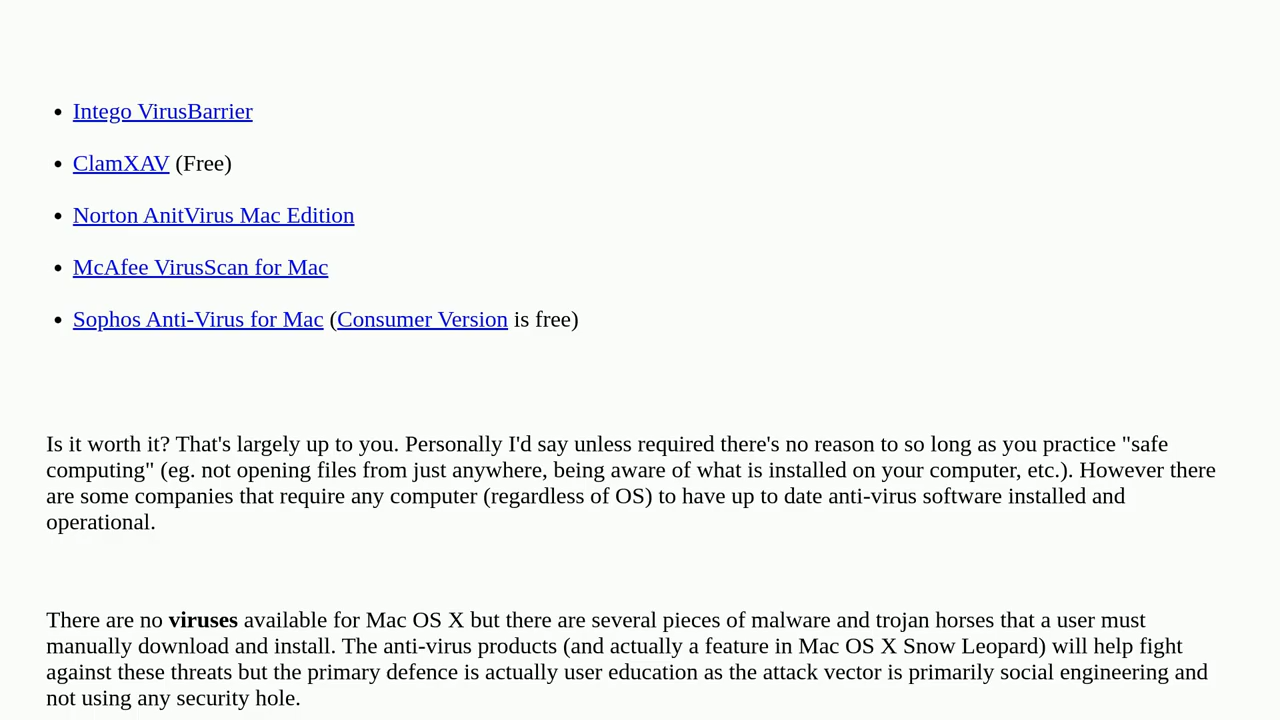 • Intego VirusBarrier
• ClamXAV (Free)
• Norton AnitVirus Mac Edition
• McAfee VirusScan for Mac
• Sophos Anti-Virus for Mac (Consumer Version is free)
Is it worth it? That's largely up to you. Personally I'd say unless required there's no reason to so long as you practice "safe
computing" (eg. not opening files from just anywhere, being aware of what is installed on your computer, etc.). However there
are some companies that require any computer (regardless of OS) to have up to date anti-virus software installed and
operational.
There are no viruses available for Mac OS X but there are several pieces of malware and trojan horses that a user must
manually download and install. The anti-virus products (and actually a feature in Mac OS X Snow Leopard) will help fight
against these threats but the primary defence is actually user education as the attack vector is primarily social engineering and
not using any security hole.